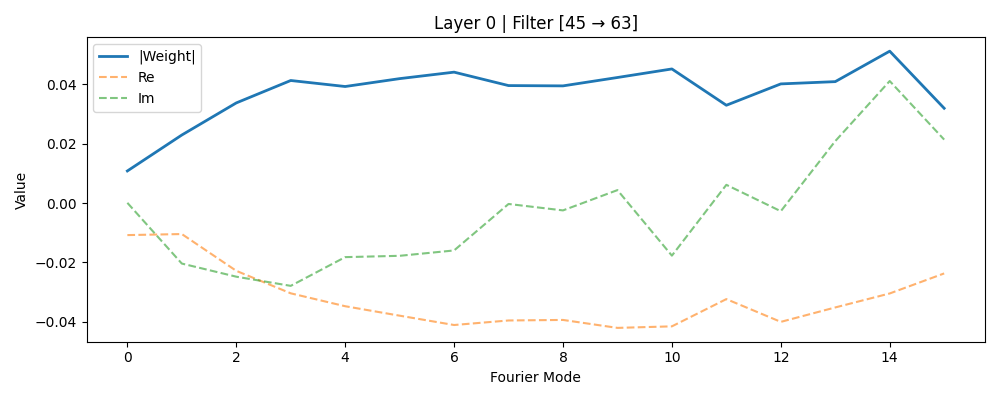 Layer 0 | Filter [45 → 63]
|Weight|
Re
Im
Value
0.04
0.02
0.00
−0.02
−0.04
0 2 4 6 8 10 12 14
Fourier Mode